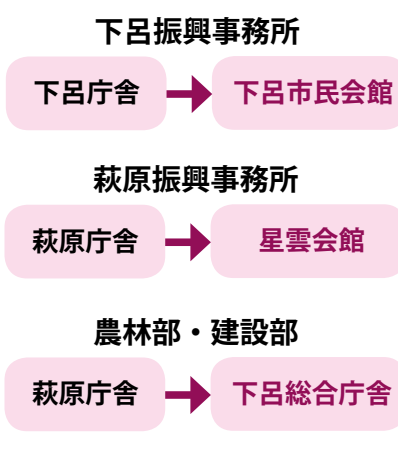 下呂振興事務所
下呂庁舎 → 下呂市民会館
萩原振興事務所
萩原庁舎 → 星雲会館
農林部・建設部
萩原庁舎 → 下呂総合庁舎